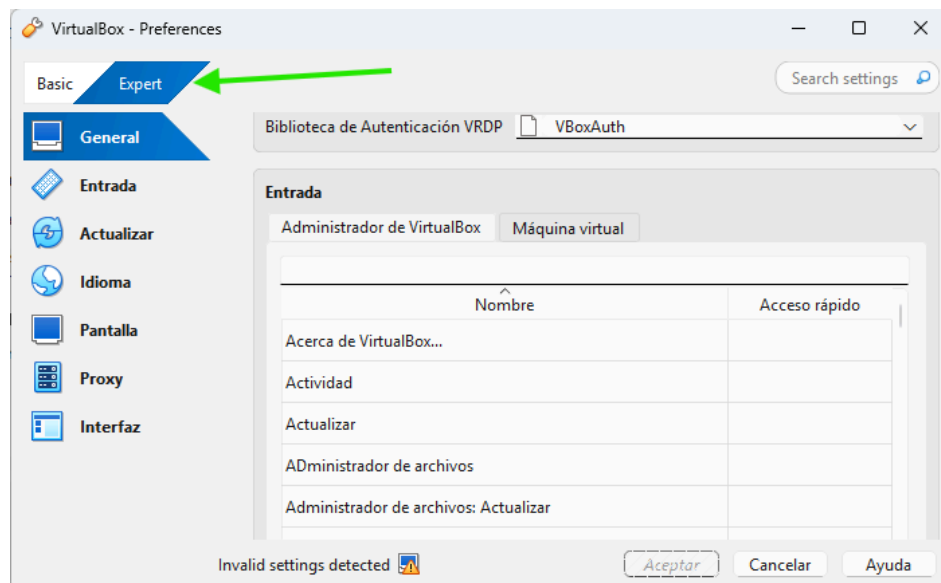 VirtualBox - Preferences
Basic
Expert
Search settings
General
Entrada
Actualizar
Idioma
Pantalla
Proxy
Interfaz
Biblioteca de Autenticación VRDP VBoxAuth
Entrada
Administrador de VirtualBox Máquina virtual
Nombre Acceso rápido
Acerca de VirtualBox...
Actividad
Actualizar
ADministrador de archivos
Administrador de archivos: Actualizar
Invalid settings detected Aceptar Cancelar Ayuda